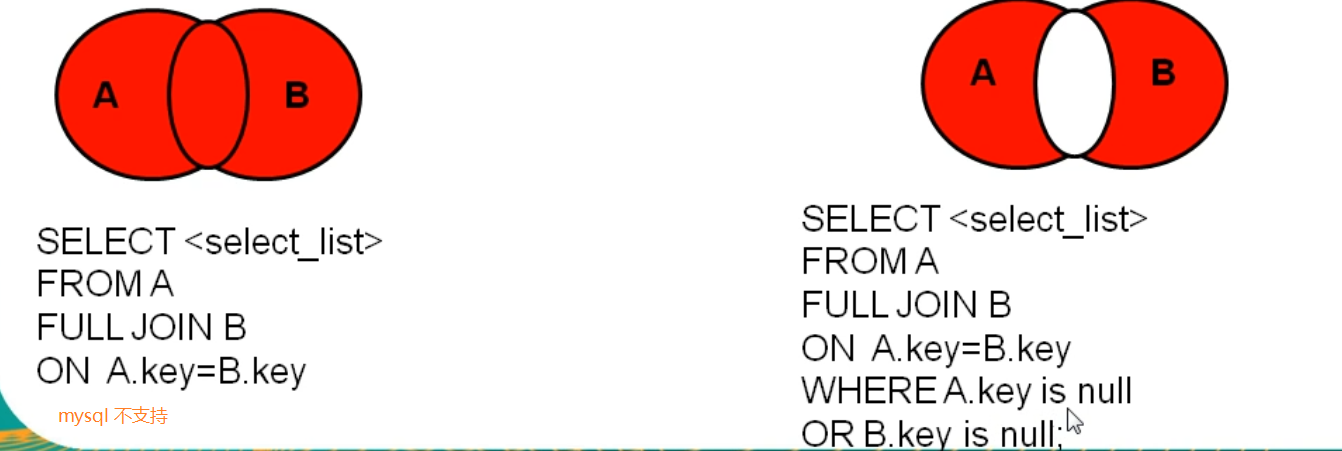 A B
SELECT <select_list>
FROM A
FULL JOIN B
ON A.key=B.key
mysql 不支持
A B
SELECT <select_list>
FROM A
FULL JOIN B
ON A.key=B.key
WHERE A.key is null
OR B.key is null;